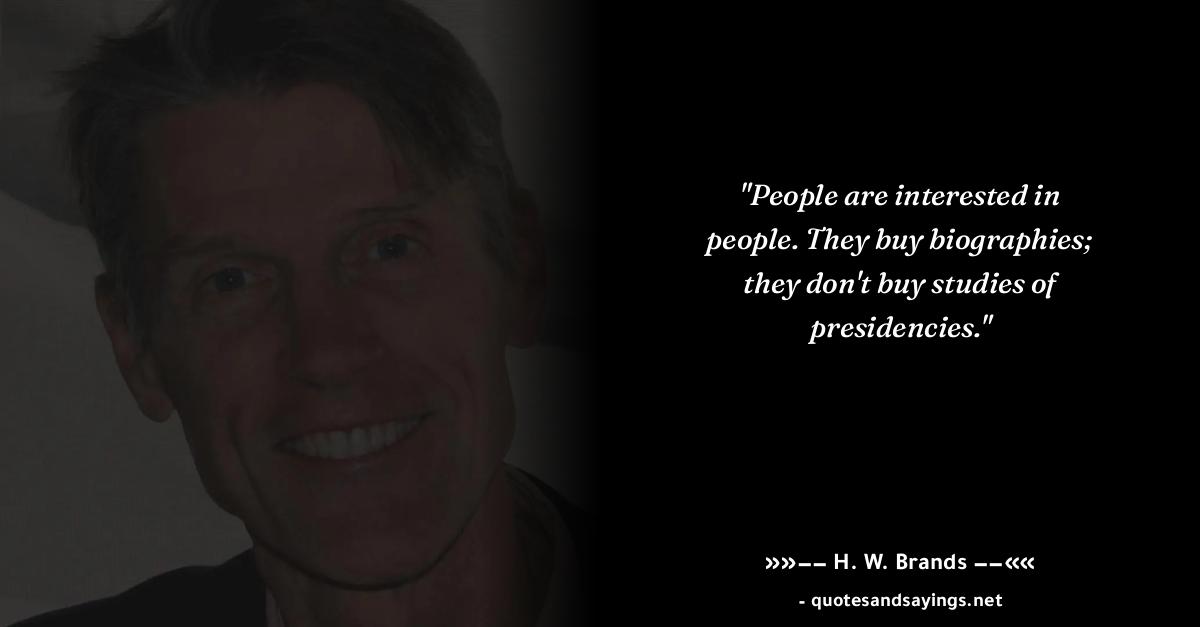 "People are interested in
people. They buy biographies;
they don't buy studies of
presidencies."
»»–– H. W. Brands ––««
- quotesandsayings.net